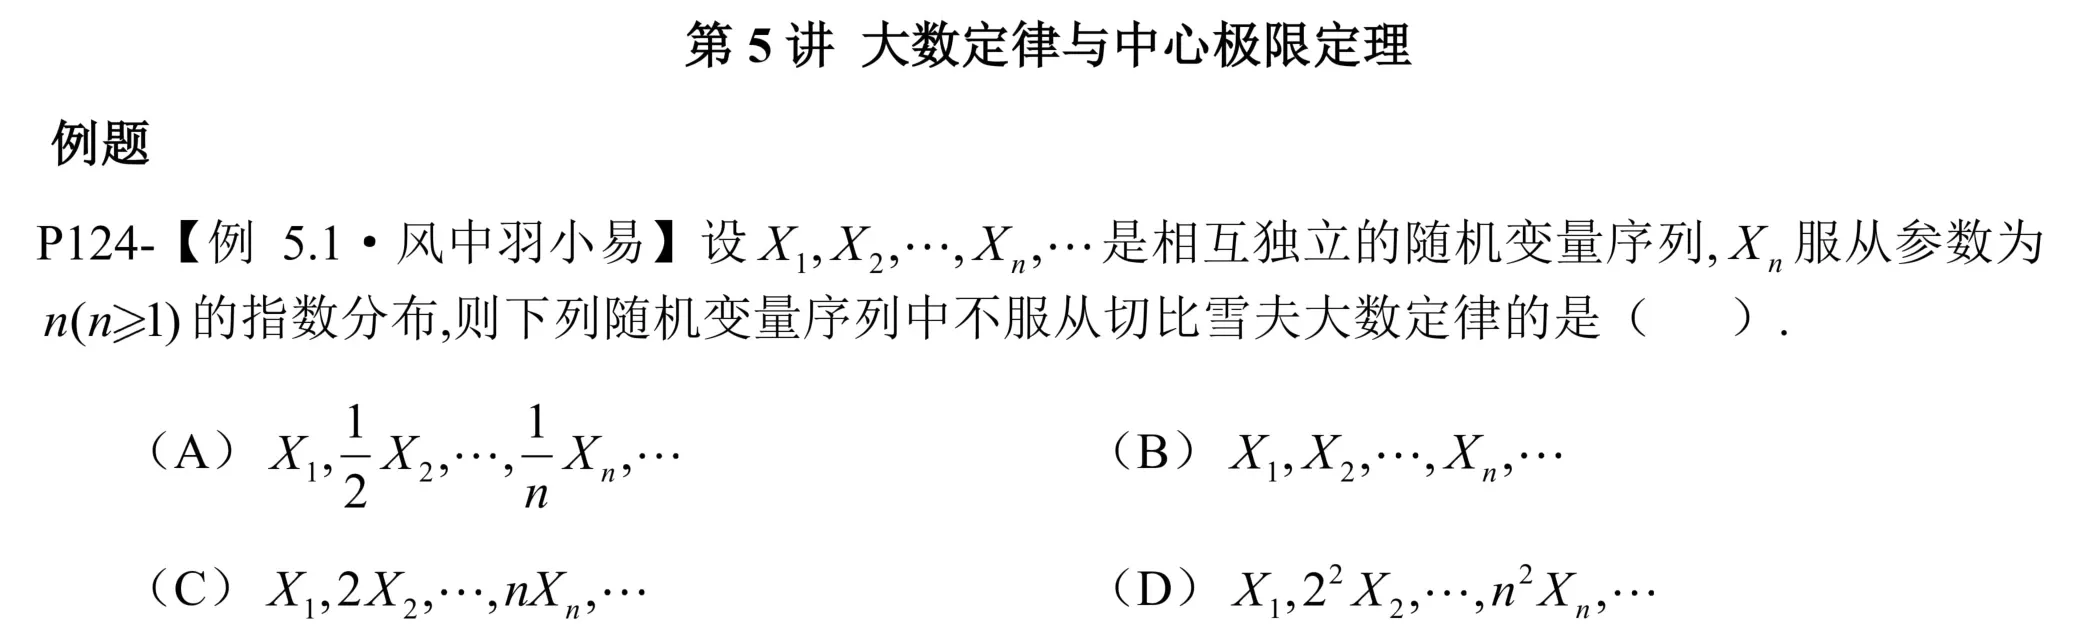 第 5 讲 大数定律与中心极限定理
例题
P124-【例 5.1·风中羽小易】设 $X_1,X_2,\cdots,X_n,\cdots$ 是相互独立的随机变量序列, $X_n$ 服从参数为
$n(n\geqslant 1)$ 的指数分布,则下列随机变量序列中不服从切比雪夫大数定律的是（ ）.
（A） $X_1,\frac{1}{2}X_2,\cdots,\frac{1}{n}X_n,\cdots$ （B） $X_1,X_2,\cdots,X_n,\cdots$
（C） $X_1,2X_2,\cdots,nX_n,\cdots$ （D） $X_1,2^2X_2,\cdots,n^2X_n,\cdots$